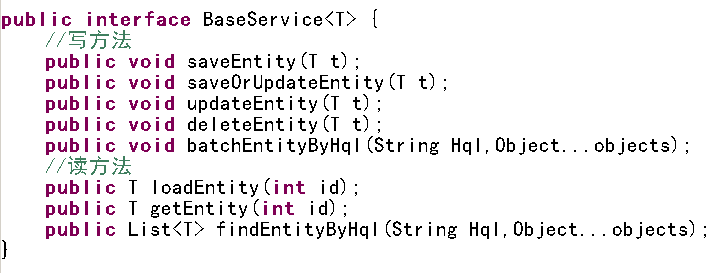 public interface BaseService<T> {
//写方法
public void saveEntity(T t);
public void saveOrUpdateEntity(T t);
public void updateEntity(T t);
public void deleteEntity(T t);
public void batchEntityByHql(String Hql,Object...objects);
//读方法
public T loadEntity(int id);
public T getEntity(int id);
public List<T> findEntityByHql(String Hql,Object...objects);
}